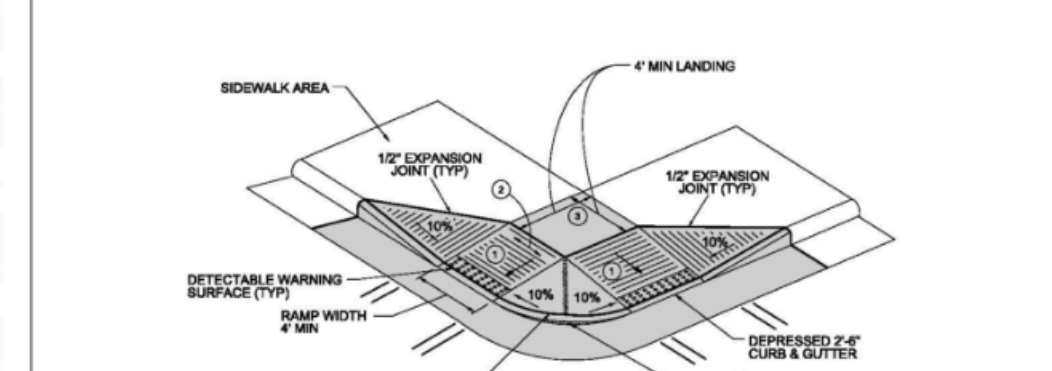 4' MIN LANDING
SIDEWALK AREA
1/2" EXPANSION
JOINT (TYP)
1/2" EXPANSION
JOINT (TYP)
2
3
10%
10%
1
1
DETECTABLE WARNING
SURFACE (TYP)
10%
10%
RAMP WIDTH
4' MIN
DEPRESSED 2'-6"
CURB & GUTTER